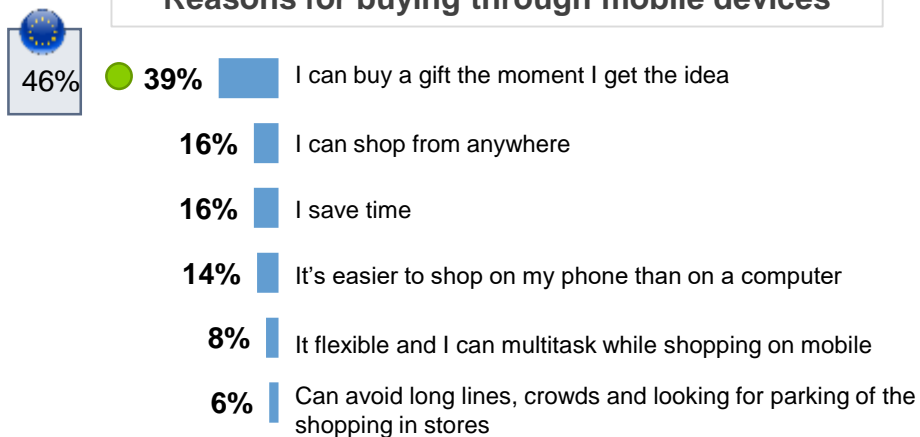 Reasons for buying through mobile devices
46%
39% I can buy a gift the moment I get the idea
16% I can shop from anywhere
16% I save time
14% It's easier to shop on my phone than on a computer
8% It flexible and I can multitask while shopping on mobile
6% Can avoid long lines, crowds and looking for parking of the
shopping in stores